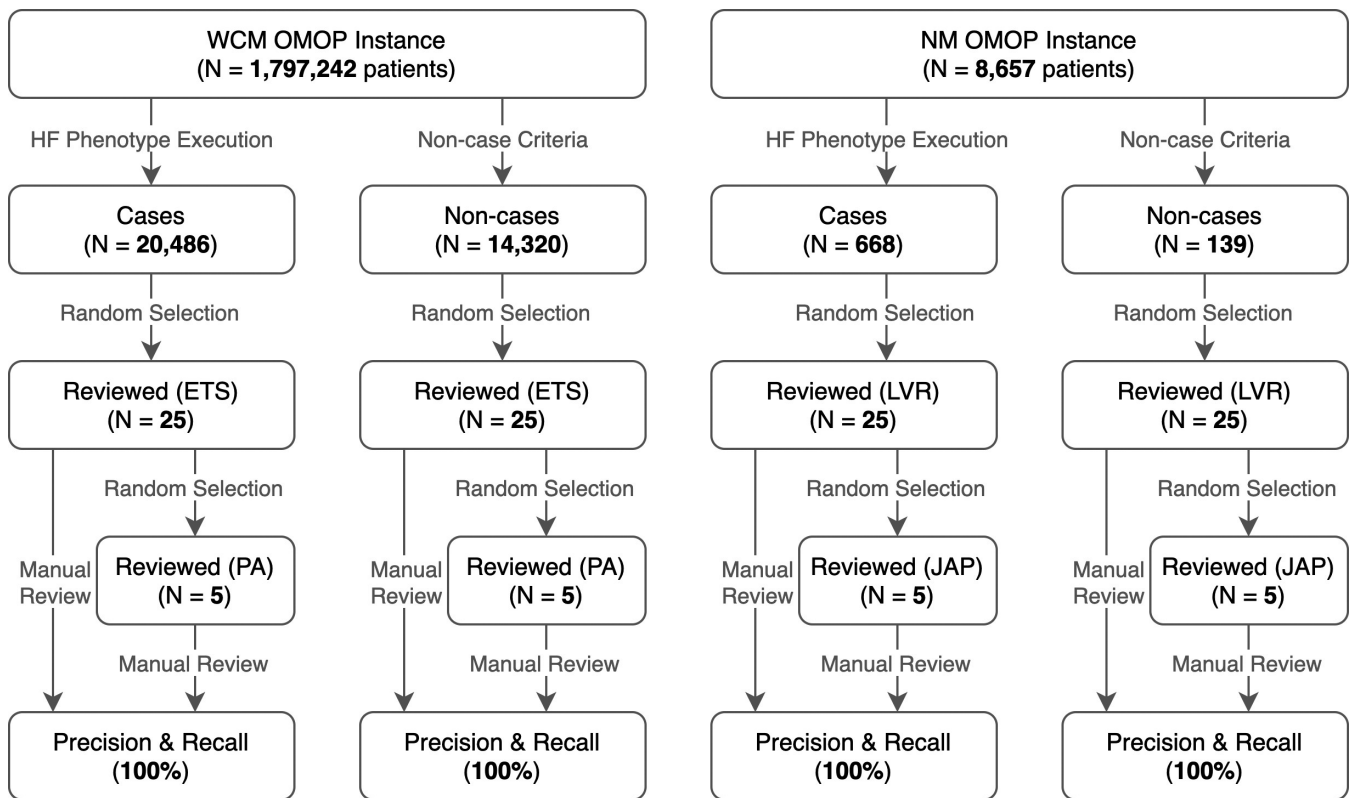 WCM OMOP Instance
(N = 1,797,242 patients)
HF Phenotype Execution
Non-case Criteria
Cases
(N = 20,486)
Non-cases
(N = 14,320)
Random Selection
Random Selection
Reviewed (ETS)
(N = 25)
Reviewed (ETS)
(N = 25)
Random Selection
Random Selection
Manual
Review
Reviewed (PA)
(N = 5)
Manual
Review
Reviewed (PA)
(N = 5)
Manual Review
Manual Review
Precision & Recall
(100%)
Precision & Recall
(100%)
NM OMOP Instance
(N = 8,657 patients)
HF Phenotype Execution
Non-case Criteria
Cases
(N = 668)
Non-cases
(N = 139)
Random Selection
Random Selection
Reviewed (LVR)
(N = 25)
Reviewed (LVR)
(N = 25)
Random Selection
Random Selection
Manual
Review
Reviewed (JAP)
(N = 5)
Manual
Review
Reviewed (JAP)
(N = 5)
Manual Review
Manual Review
Precision & Recall
(100%)
Precision & Recall
(100%)